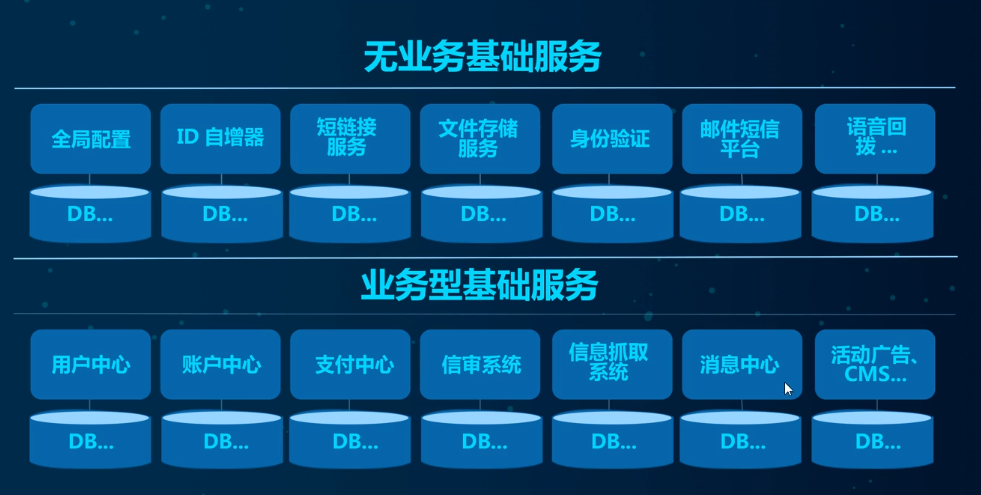 无业务基础服务
全局配置
ID 自增器
短链接
服务
文件存储
服务
身份验证
邮件短信
平台
语音回
拨 ...
DB...
DB...
DB...
DB...
DB...
DB...
DB...
业务型基础服务
用户中心
账户中心
支付中心
信审系统
信息抓取
系统
消息中心
活动广告、
CMS...
DB...
DB...
DB...
DB...
DB...
DB...
DB...